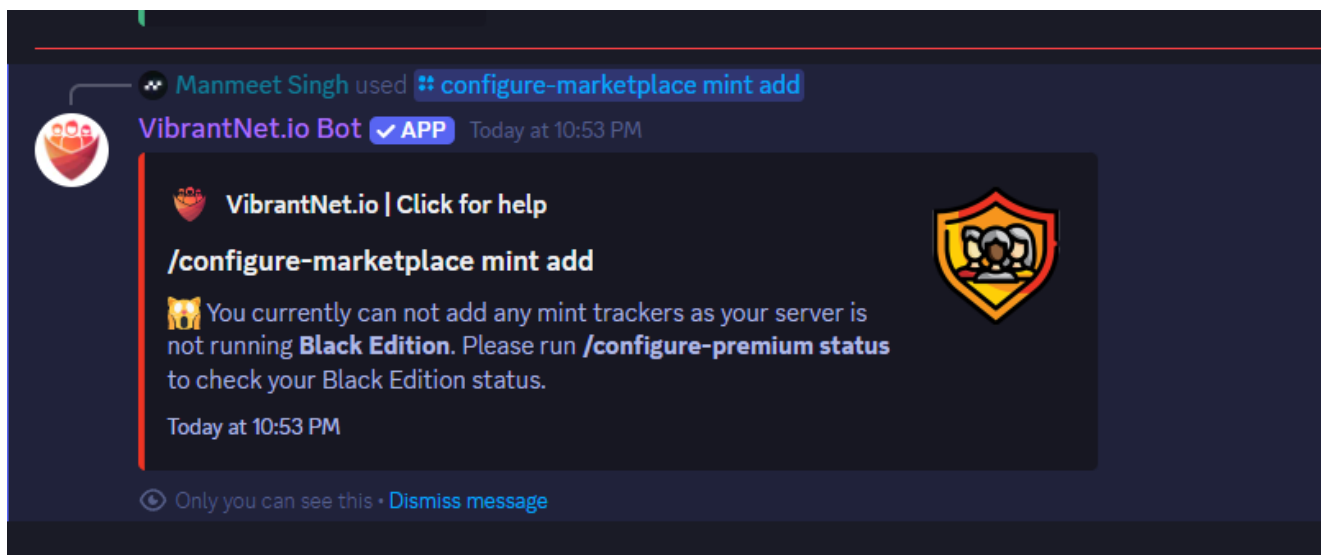 Manmeet Singh used configure-marketplace mint add
VibrantNet.io Bot APP Today at 10:53 PM
VibrantNet.io | Click for help
/configure-marketplace mint add
You currently can not add any mint trackers as your server is
not running Black Edition. Please run /configure-premium status
to check your Black Edition status.
Today at 10:53 PM
Only you can see this • Dismiss message